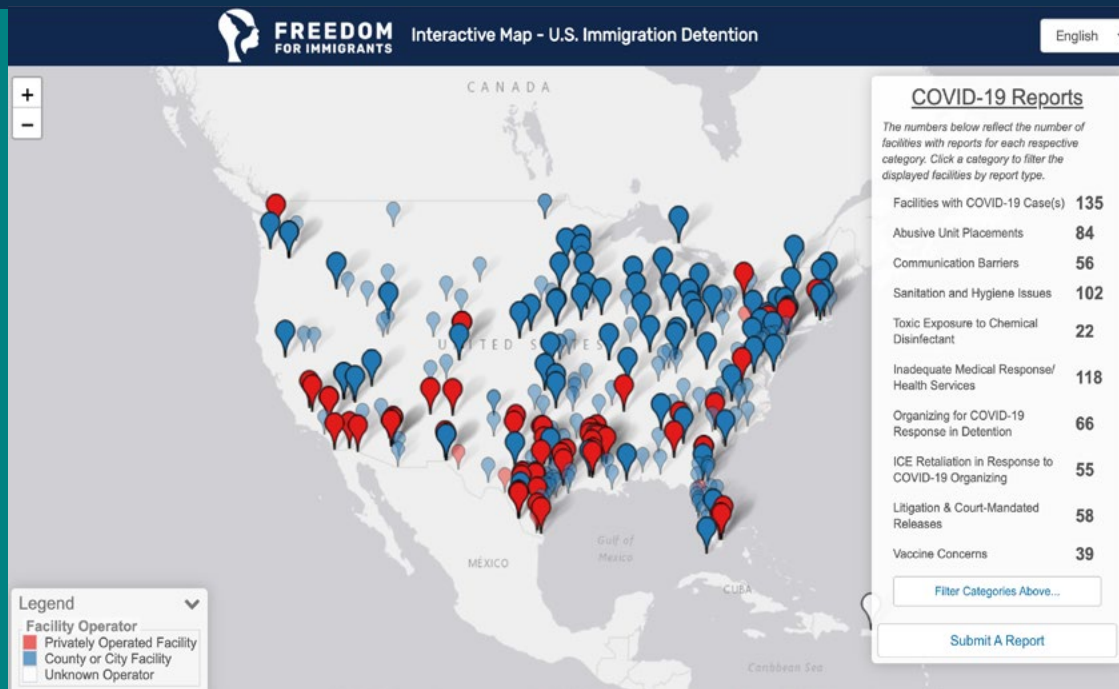 FREEDOM
FOR IMMIGRANTS
Interactive Map - U.S. Immigration Detention
English
+
−
CANADA
UNITED STATES
Gulf of
Mexico
MÉXICO
CUBA
Caribbean Sea
COVID-19 Reports
The numbers below reflect the number of
facilities with reports for each respective
category. Click a category to filter the
displayed facilities by report type.
Facilities with COVID-19 Case(s) 135
Abusive Unit Placements 84
Communication Barriers 56
Sanitation and Hygiene Issues 102
Toxic Exposure to Chemical
Disinfectant 22
Inadequate Medical Response/
Health Services 118
Organizing for COVID-19
Response in Detention 66
ICE Retaliation in Response to
COVID-19 Organizing 55
Litigation & Court-Mandated
Releases 58
Vaccine Concerns 39
Filter Categories Above...
Submit A Report
Legend
Facility Operator
Privately Operated Facility
County or City Facility
Unknown Operator